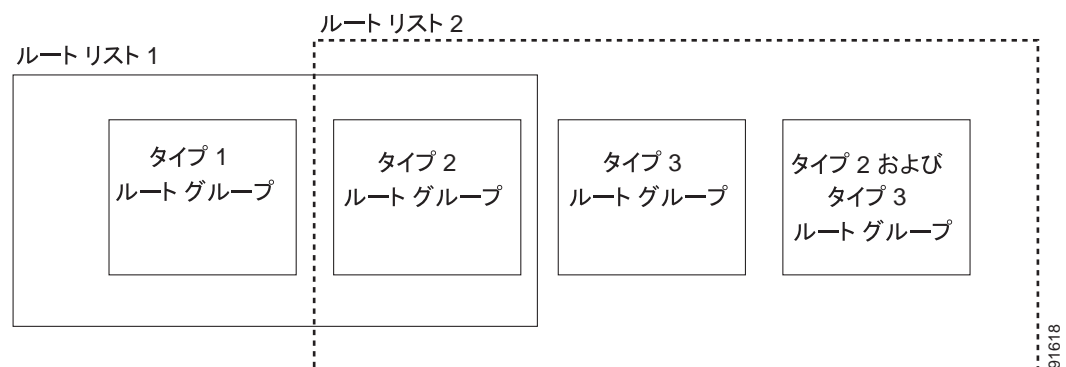 ルート リスト 2
ルート リスト 1
タイプ 1
ルート グループ
タイプ 2
ルート グループ
タイプ 3
ルート グループ
タイプ 2 および
タイプ 3
ルート グループ
91618